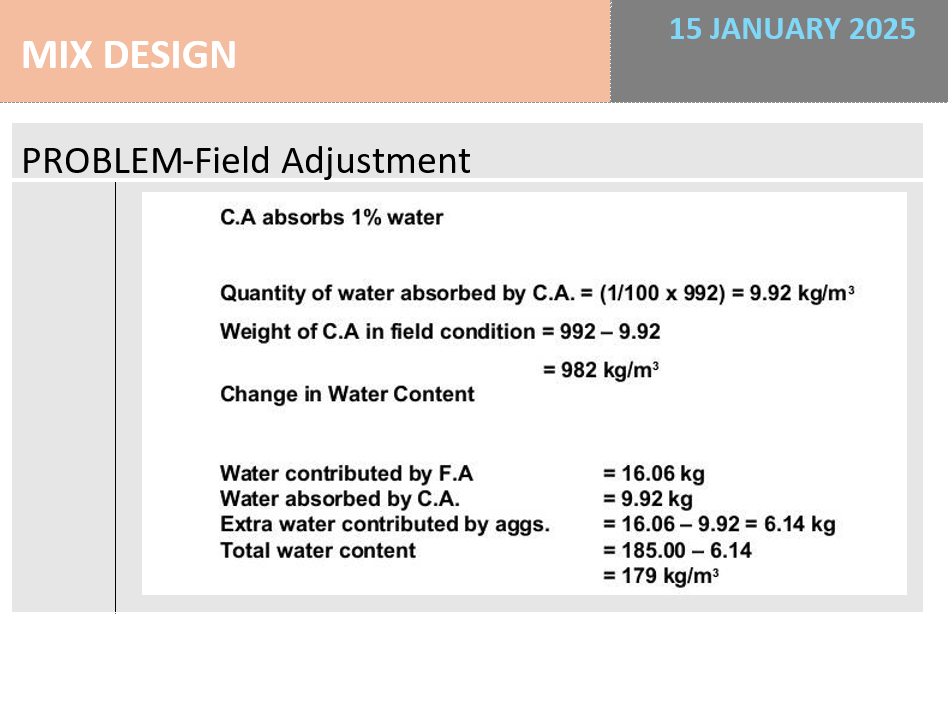 MIX DESIGN
15 JANUARY 2025
PROBLEM-Field Adjustment
C.A absorbs 1% water
Quantity of water absorbed by C.A. = (1/100 x 992) = 9.92 kg/m³
Weight of C.A in field condition = 992 – 9.92
= 982 kg/m³
Change in Water Content
Water contributed by F.A = 16.06 kg
Water absorbed by C.A. = 9.92 kg
Extra water contributed by aggs. = 16.06 – 9.92 = 6.14 kg
Total water content = 185.00 – 6.14
= 179 kg/m³